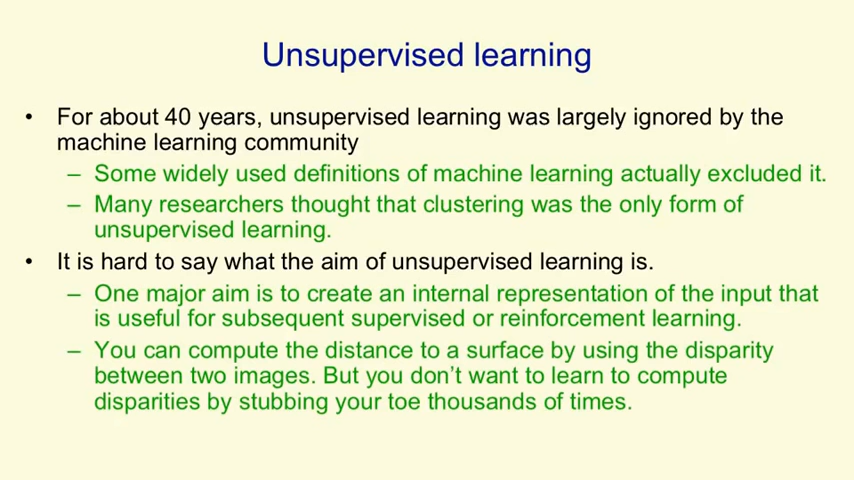 Unsupervised learning
• For about 40 years, unsupervised learning was largely ignored by the
machine learning community
– Some widely used definitions of machine learning actually excluded it.
– Many researchers thought that clustering was the only form of
unsupervised learning.
• It is hard to say what the aim of unsupervised learning is.
– One major aim is to create an internal representation of the input that
is useful for subsequent supervised or reinforcement learning.
– You can compute the distance to a surface by using the disparity
between two images. But you don’t want to learn to compute
disparities by stubbing your toe thousands of times.